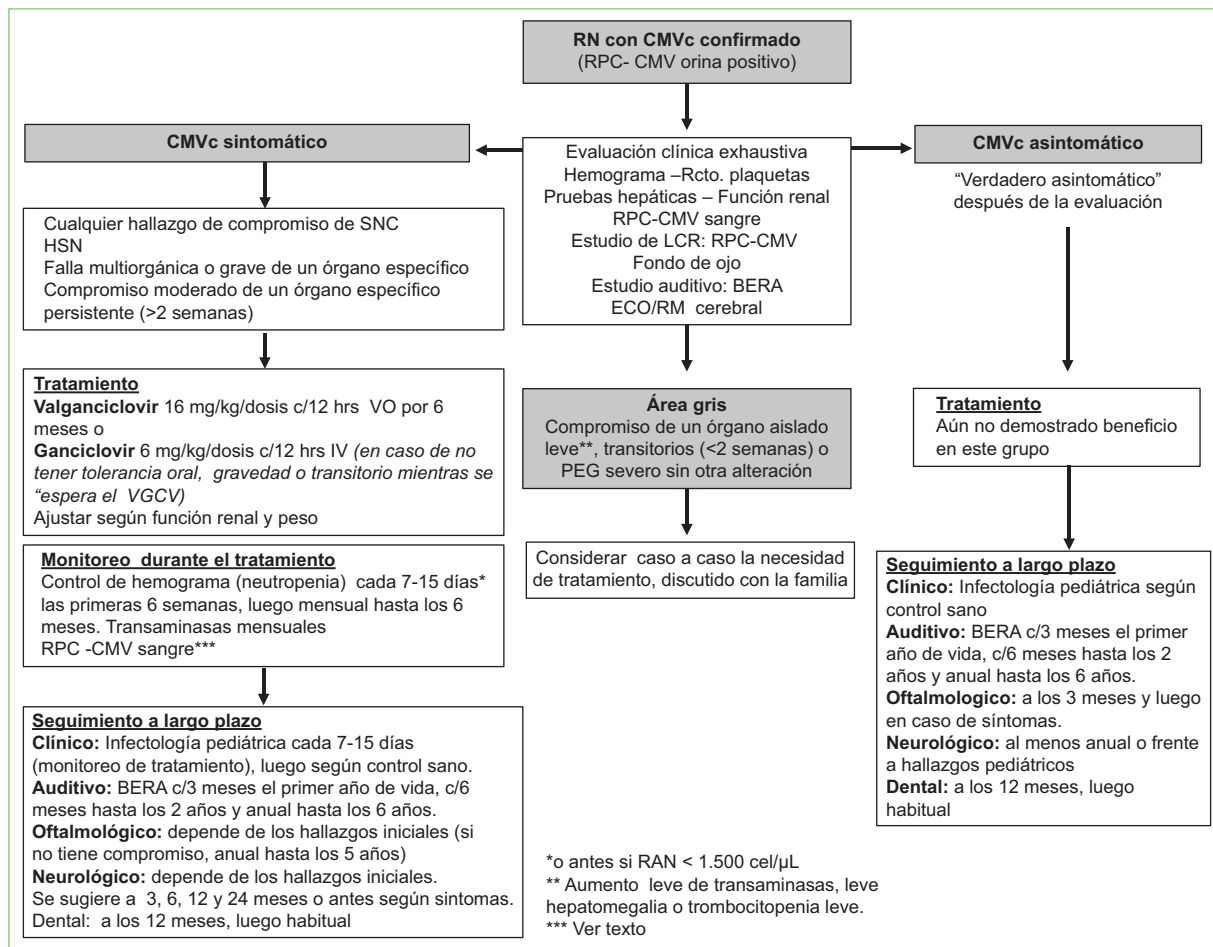 RN con CMVc confirmado
(RPC- CMV orina positivo)
CMVc sintomático
Cualquier hallazgo de compromiso de SNC
HSN
Falla multiorgánica o grave de un órgano específico
Compromiso moderado de un órgano específico
persistente (>2 semanas)
Tratamiento
Valganciclovir 16 mg/kg/dosis c/12 hrs VO por 6
meses o
Ganciclovir 6 mg/kg/dosis c/12 hrs IV (en caso de no
tener tolerancia oral, gravedad o transitorio mientras se
“espera el VGCV)
Ajustar según función renal y peso
Monitoreo durante el tratamiento
Control de hemograma (neutropenia) cada 7-15 días*
las primeras 6 semanas, luego mensual hasta los 6
meses. Transaminasas mensuales
RPC -CMV sangre***
Seguimiento a largo plazo
Clínico: Infectología pediátrica cada 7-15 días
(monitoreo de tratamiento), luego según control sano.
Auditivo: BERA c/3 meses el primer año de vida, c/6
meses hasta los 2 años y anual hasta los 6 años.
Oftalmológico: depende de los hallazgos iniciales (si
no tiene compromiso, anual hasta los 5 años)
Neurológico: depende de los hallazgos iniciales.
Se sugiere a 3, 6, 12 y 24 meses o antes según sintomas.
Dental: a los 12 meses, luego habitual
Evaluación clínica exhaustiva
Hemograma –Rcto. plaquetas
Pruebas hepáticas – Función renal
RPC-CMV sangre
Estudio de LCR: RPC-CMV
Fondo de ojo
Estudio auditivo: BERA
ECO/RM cerebral
Área gris
Compromiso de un órgano aislado
leve**, transitorios (<2 semanas) o
PEG severo sin otra alteración
Considerar caso a caso la necesidad
de tratamiento, discutido con la familia
CMVc asintomático
“Verdadero asintomático”
después de la evaluación
Tratamiento
Aún no demostrado beneficio
en este grupo
Seguimiento a largo plazo
Clínico: Infectología pediátrica según
control sano
Auditivo: BERA c/3 meses el primer
año de vida, c/6 meses hasta los 2
años y anual hasta los 6 años.
Oftalmologico: a los 3 meses y luego
en caso de síntomas.
Neurológico: al menos anual o frente
a hallazgos pediátricos
Dental: a los 12 meses, luego
habitual
*o antes si RAN < 1.500 cel/µL
** Aumento leve de transaminasas, leve
hepatomegalia o trombocitopenia leve.
*** Ver texto